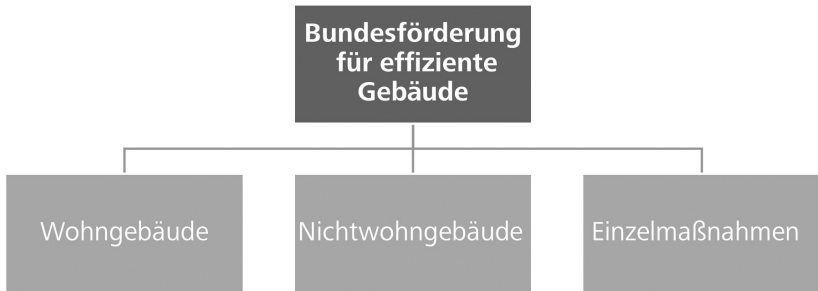 Bundesförderung
für effiziente
Gebäude
Wohngebäude
Nichtwohngebäude
Einzelmaßnahmen